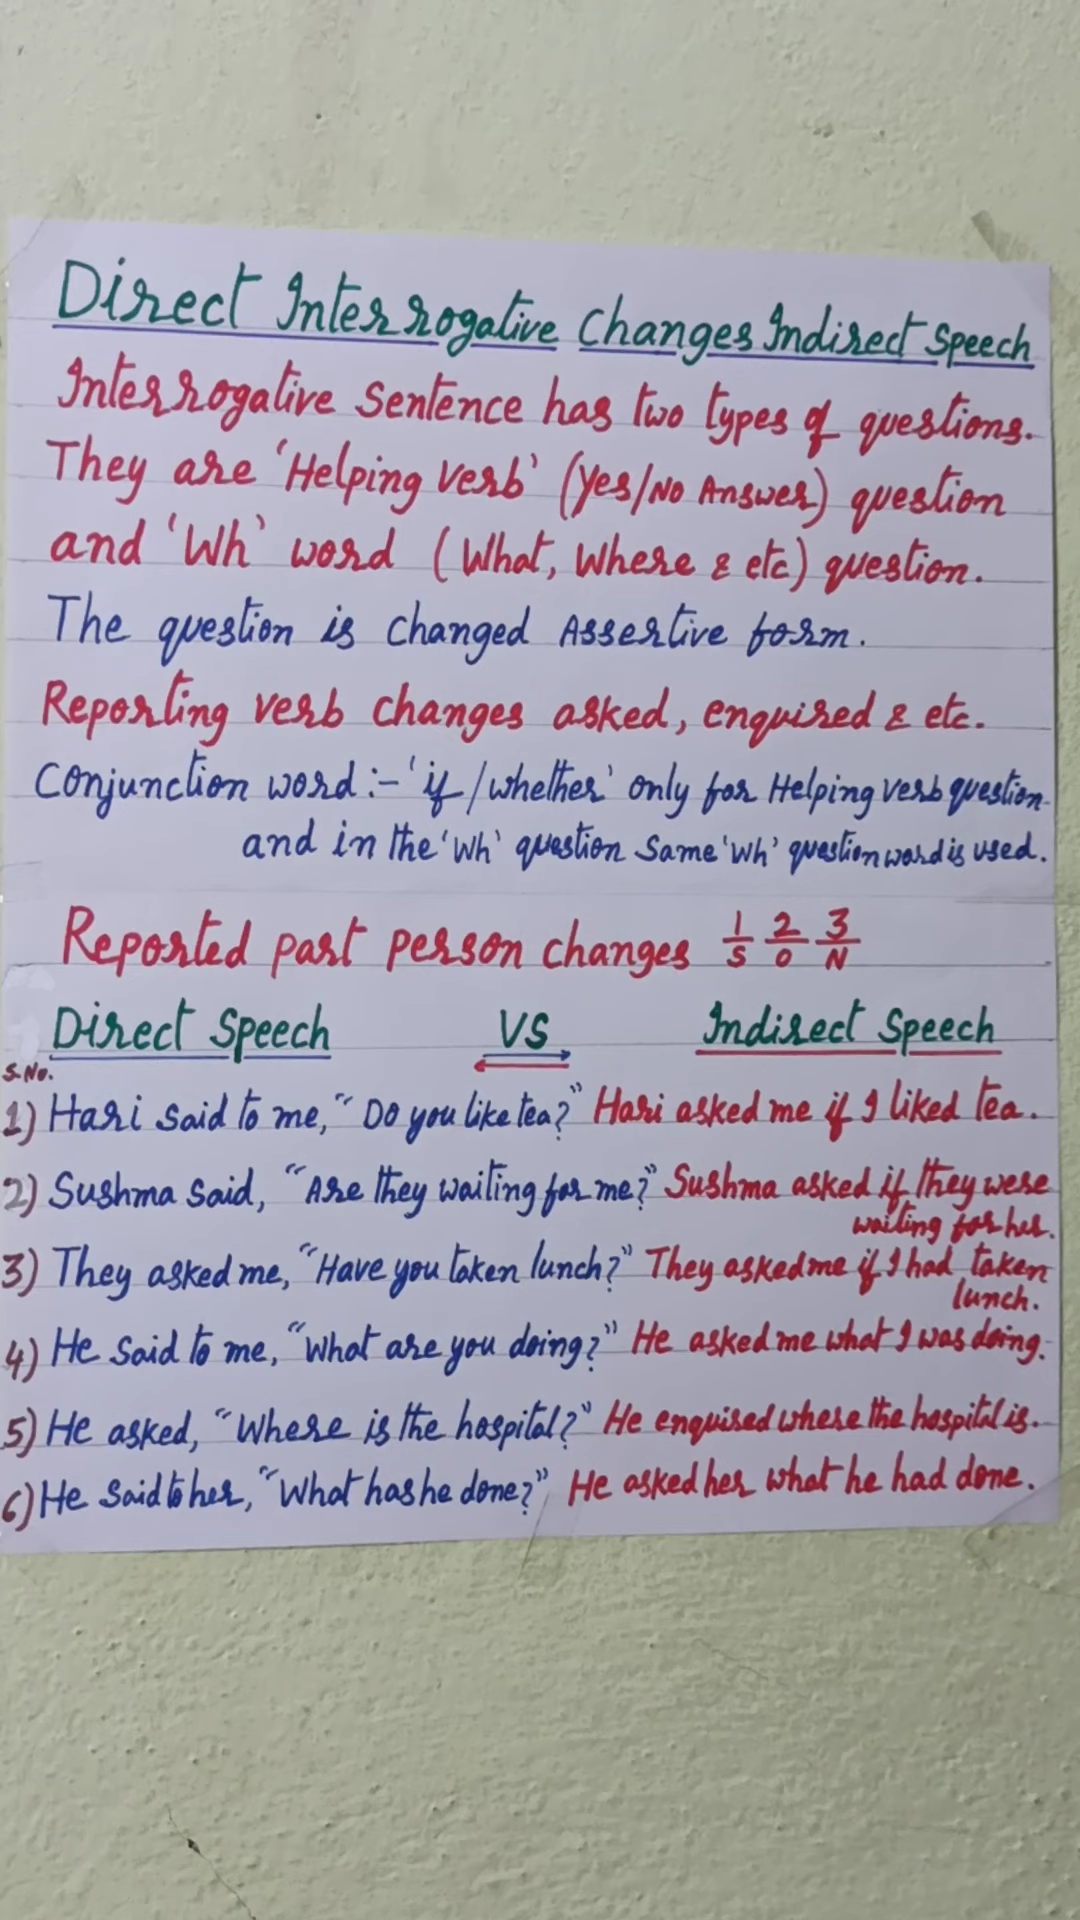 Direct Interrogative Changes Indirect Speech
Interrogative Sentence has two types of questions.
They are 'Helping Verb' (Yes/No Answer) question
and 'Wh' word (What, Where & etc) question.
The question is changed Assertive form.
Reporting verb changes asked, enquired & etc.
Conjunction word :- 'if/whether' only for Helping verb question
and in the 'Wh' question Same 'Wh' question word is used.
Reported part person changes 1/S 2/O 3/N
Direct Speech VS Indirect Speech
S.No.
1) Hari said to me, "Do you like tea?" Hari asked me if I liked tea.
2) Sushma said, "Are they waiting for me?" Sushma asked if they were
waiting for her.
3) They asked me, "Have you taken lunch?" They asked me if I had taken
lunch.
4) He said to me, "What are you doing?" He asked me what I was doing.
5) He asked, "Where is the hospital?" He enquired where the hospital is.
6) He said to her, "What has he done?" He asked her what he had done.